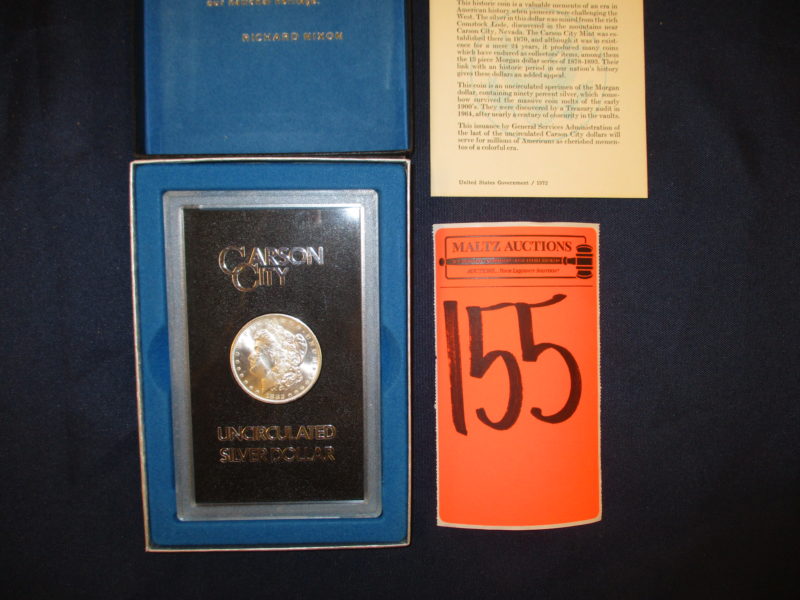 our national heritage.
RICHARD NIXON
This historic coin is a valuable memento of an era in
American history when pioneers were challenging the
West. The silver in this dollar was mined from the rich
Comstock Lode, discovered in the mountains near
Carson City, Nevada. The Carson City Mint was es-
tablished there in 1870, and although it was in exist-
ence for a mere 24 years, it produced many coins
which have endured as collectors' items, among them
the 13 piece Morgan dollar series of 1878-1893. Their
link with an historic period in our nation's history
gives these dollars an added appeal.
This coin is an uncirculated specimen of the Morgan
dollar, containing ninety percent silver, which some-
how survived the massive coin melts of the early
1900's. They were discovered by a Treasury audit in
1964, after nearly a century of obscurity in the vaults.
This issuance by General Services Administration of
the last of the uncirculated Carson City dollars will
serve for millions of Americans as cherished memen-
tos of a colorful era.
United States Government / 1972
CARSON
CITY
UNCIRCULATED
SILVER DOLLAR
MALTZ AUCTIONS
AUCTIONS...Your Logistics Solution!
155